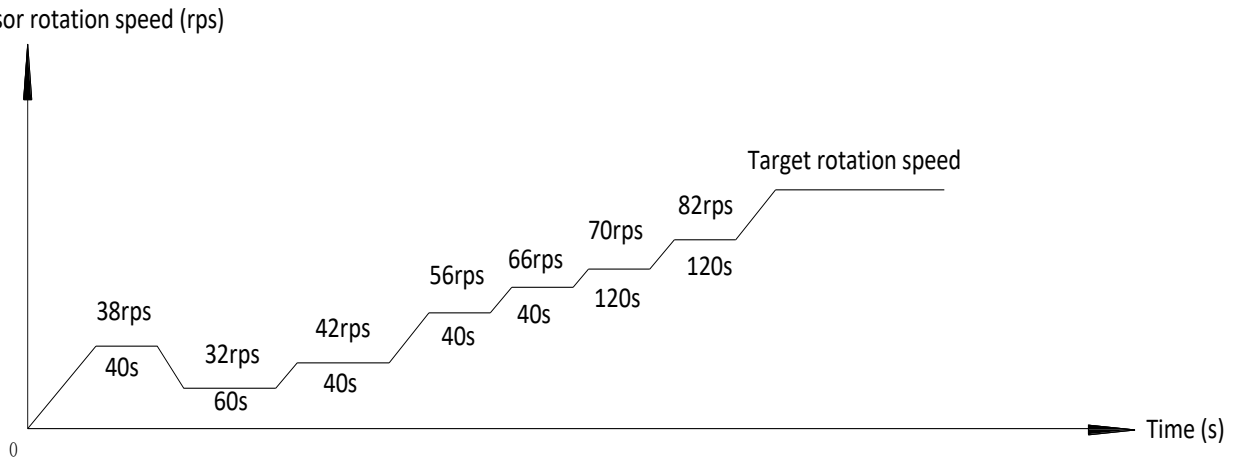 sor rotation speed (rps)
Target rotation speed
82rps
120s
70rps
120s
66rps
40s
56rps
40s
42rps
40s
38rps
40s
32rps
60s
Time (s)
0